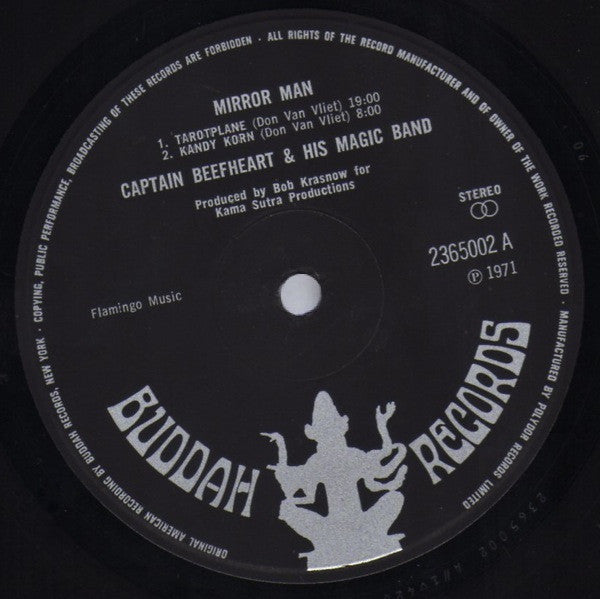 ORIGINAL AMERICAN RECORDING BY BUDDAH RECORDS, NEW YORK · COPYING, PUBLIC PERFORMANCE, BROADCASTING OF THESE RECORDS ARE FORBIDDEN · ALL RIGHTS OF THE RECORD MANUFACTURER AND OF OWNER OF THE WORK RECORDED RESERVED · MANUFACTURED BY POLYDOR RECORDS LIMITED
MIRROR MAN
1. TAROTPLANE (Don Van Vliet) 19:00
2. KANDY KORN (Don Van Vliet) 8:00
CAPTAIN BEEFHEART & HIS MAGIC BAND
Produced by Bob Krasnow for
Kama Sutra Productions
STEREO
2365002 A
℗ 1971
Flamingo Music
BUDDAH RECORDS